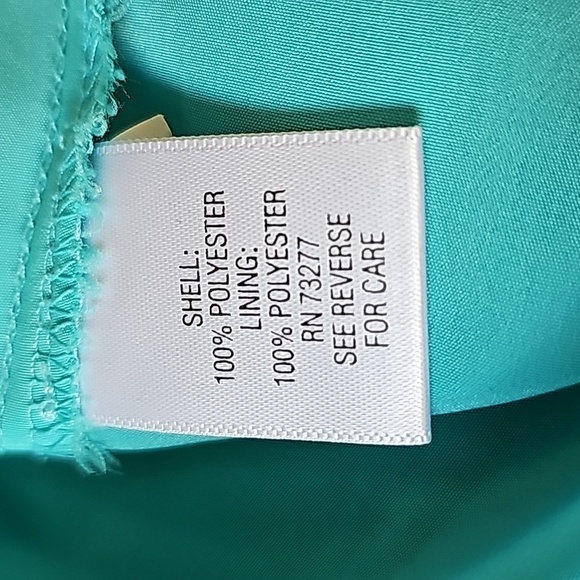 SHELL:
100% POLYESTER
LINING:
100% POLYESTER
RN 73277
SEE REVERSE
FOR CARE